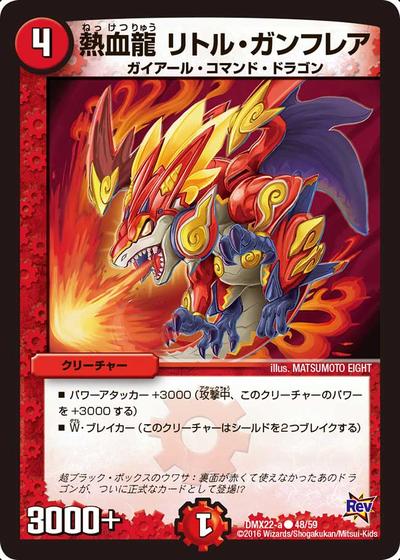 4
ねっけつりゅう
熱血龍 リトル・ガンフレア
ガイアール・コマンド・ドラゴン
クリーチャー
illus. MATSUMOTO EIGHT
■ パワーアタッカー +3000 (攻撃中、このクリーチャーのパワー
を +3000 する)
■ W・ブレイカー (このクリーチャーはシールドを2つブレイクする)
超ブラック・ボックスのウワサ：裏面が赤くて使えなかったあのドラ
ゴンが、ついに正式なカードとして登場!?
3000+
1
DMX22-a ● 48/59
©2016 Wizards/Shogakukan/Mitsui-Kids
Rev